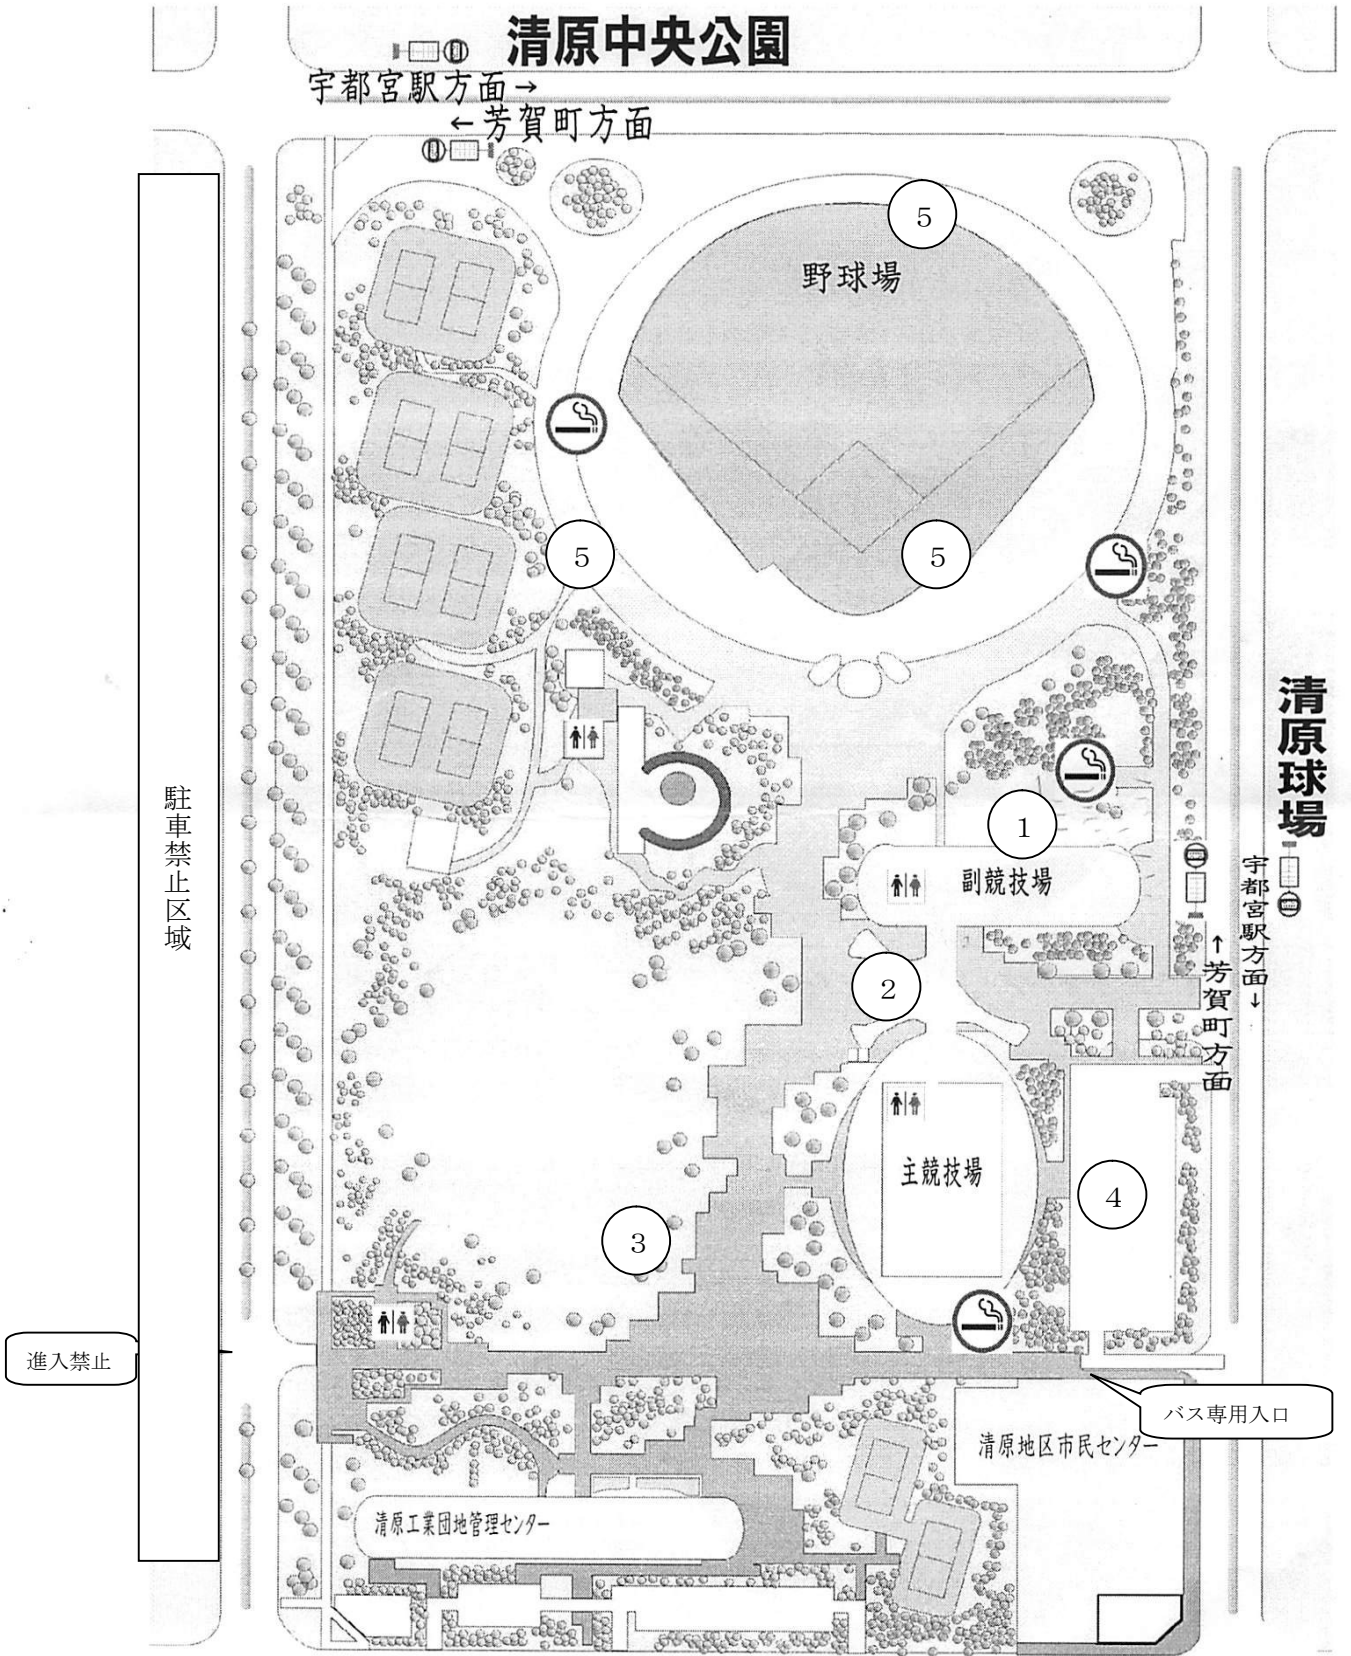 清原中央公園
宇都宮駅方面→
←芳賀町方面
5
野球場
5
5
清原球場
駐車禁止区域
1
副競技場
宇都宮駅方面↓
↑芳賀町方面
2
主競技場
4
3
進入禁止
バス専用入口
清原地区市民センター
清原工業団地管理センター